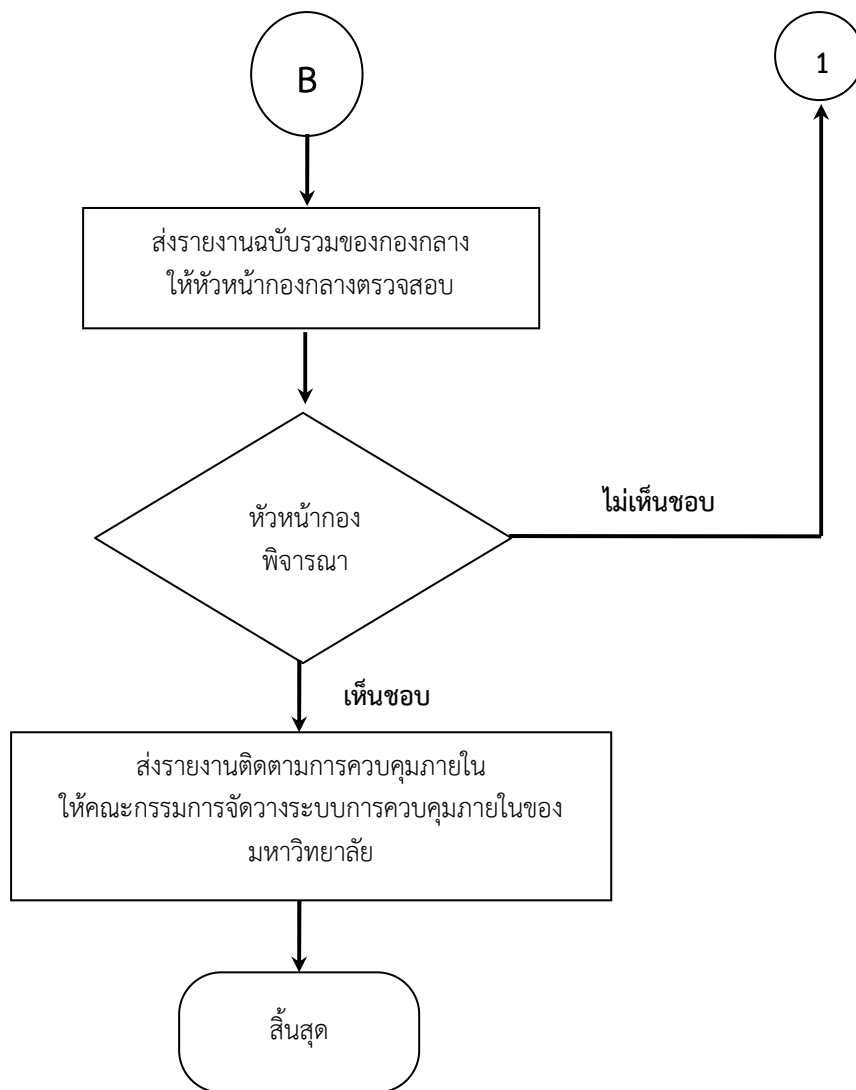 B
1
ส่งรายงานฉบับรวมของกองกลาง
ให้หัวหน้ากองกลางตรวจสอบ
ไม่เห็นชอบ
หัวหน้ากอง
พิจารณา
เห็นชอบ
ส่งรายงานติดตามการควบคุมภายใน
ให้คณะกรรมการจัดวางระบบการควบคุมภายในของ
มหาวิทยาลัย
สิ้นสุด